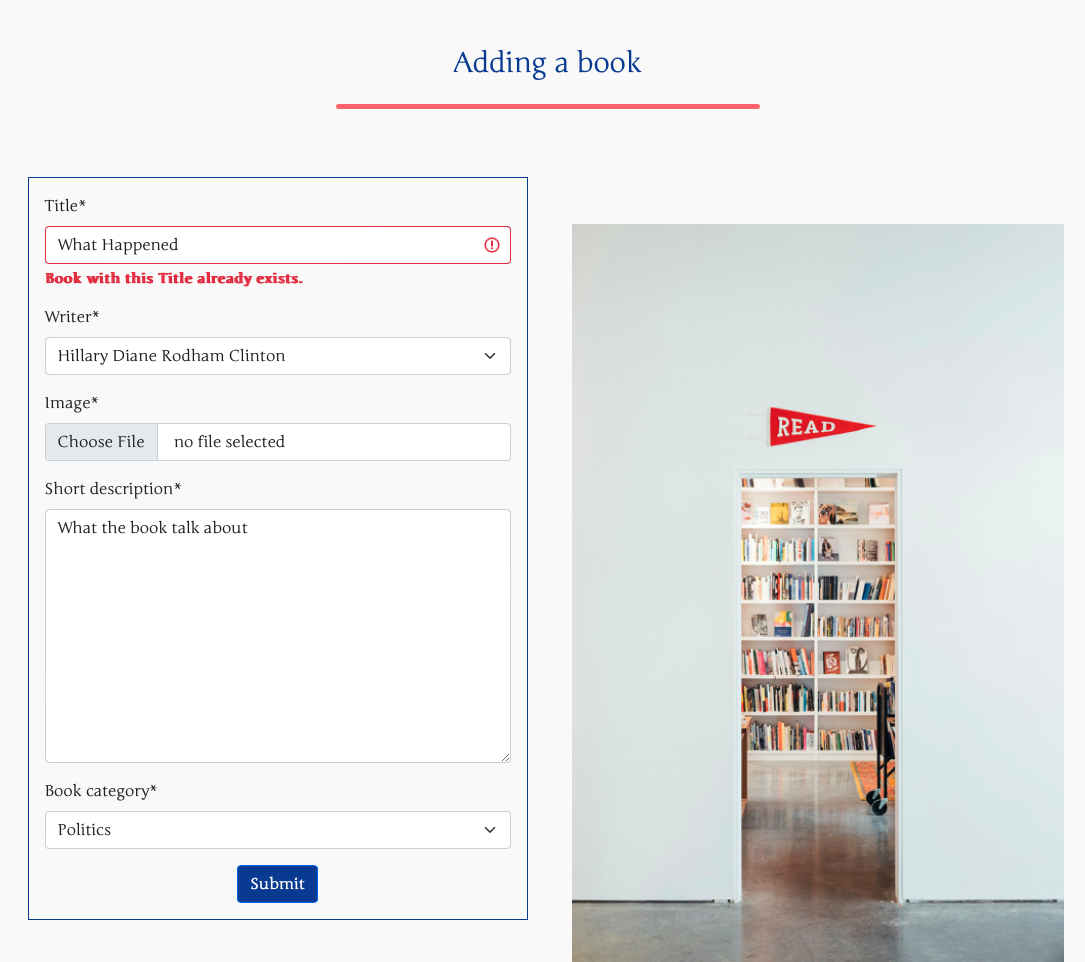 Adding a book
Title*
What Happened
Book with this Title already exists.
Writer*
Hillary Diane Rodham Clinton
Image*
Choose File no file selected
Short description*
What the book talk about
Book category*
Politics
Submit
READ